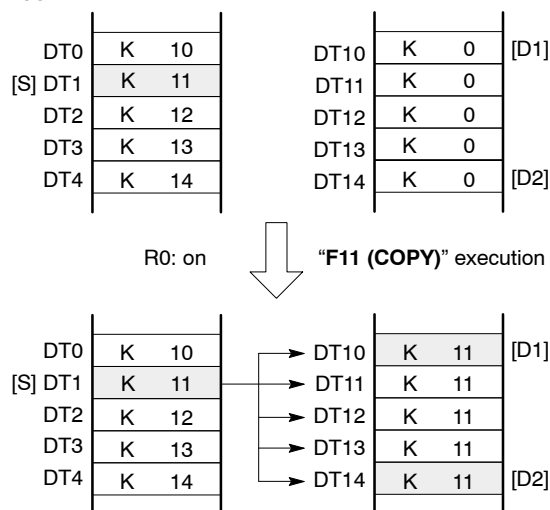 DT0 K 10 DT10 K 0 [D1]
[S] DT1 K 11 DT11 K 0
DT2 K 12 DT12 K 0
DT3 K 13 DT13 K 0
DT4 K 14 DT14 K 0 [D2]
R0: on “F11 (COPY)” execution
DT0 K 10 DT10 K 11 [D1]
[S] DT1 K 11 DT11 K 11
DT2 K 12 DT12 K 11
DT3 K 13 DT13 K 11
DT4 K 14 DT14 K 11 [D2]